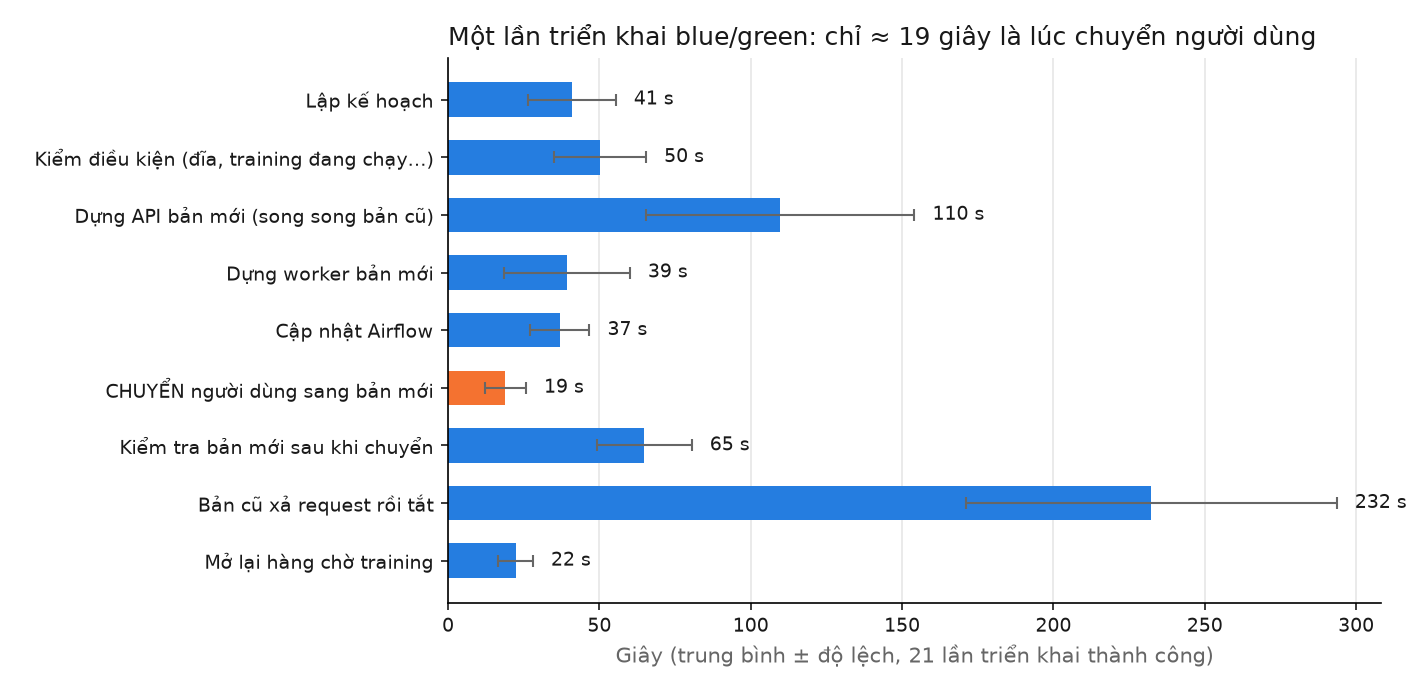 Một lần triển khai blue/green: chỉ ≈ 19 giây là lúc chuyển người dùng
Lập kế hoạch
41 s
Kiểm điều kiện (đĩa, training đang chạy…)
50 s
Dựng API bản mới (song song bản cũ)
110 s
Dựng worker bản mới
39 s
Cập nhật Airflow
37 s
CHUYỂN người dùng sang bản mới
19 s
Kiểm tra bản mới sau khi chuyển
65 s
Bản cũ xả request rồi tắt
232 s
Mở lại hàng chờ training
22 s
0 50 100 150 200 250 300
Giây (trung bình ± độ lệch, 21 lần triển khai thành công)